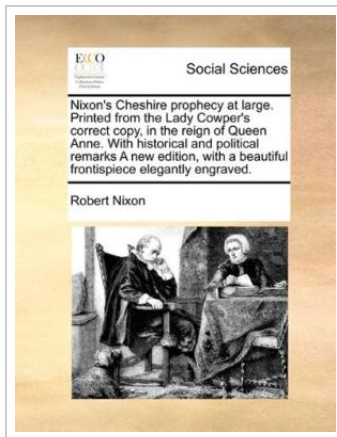 ECCO
Social Sciences
Nixon's Cheshire prophecy at large.
Printed from the Lady Cowper's
correct copy, in the reign of Queen
Anne. With historical and political
remarks A new edition, with a beautiful
frontispiece elegantly engraved.
Robert Nixon